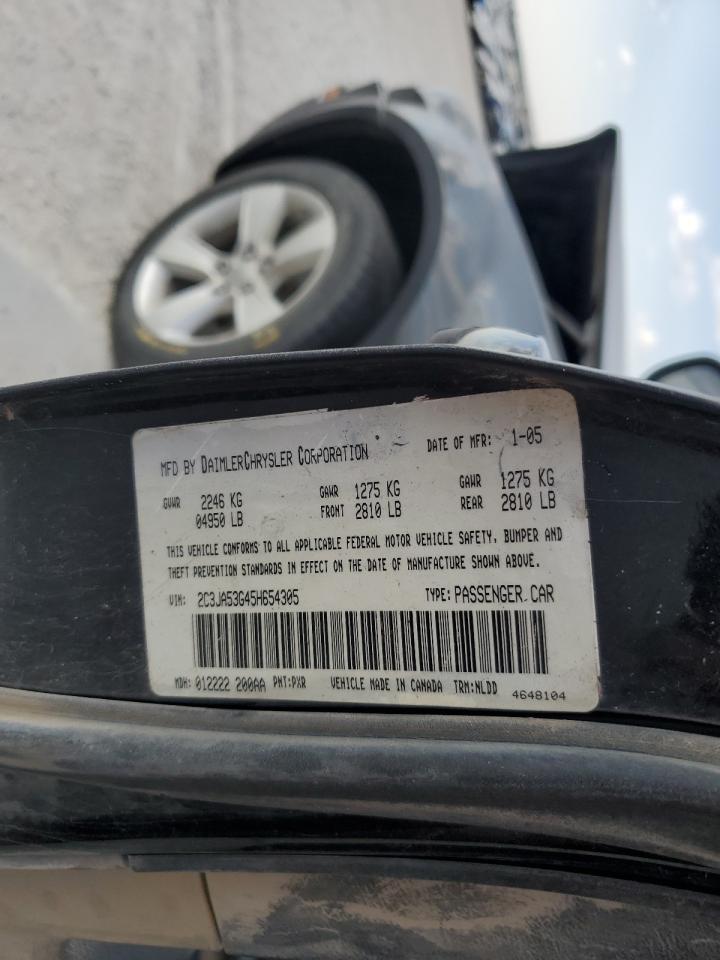 MFD BY DAIMLERCHRYSLER CORPORATION DATE OF MFR: 1-05
GVWR 2246 KG 04950 LB GAWR FRONT 1275 KG 2810 LB GAWR REAR 1275 KG 2810 LB
THIS VEHICLE CONFORMS TO ALL APPLICABLE FEDERAL MOTOR VEHICLE SAFETY, BUMPER AND
THEFT PREVENTION STANDARDS IN EFFECT ON THE DATE OF MANUFACTURE SHOWN ABOVE.
VIN: 2C3JA53G45H654305 TYPE: PASSENGER CAR
MDH: 012222 200AA PNT:PXR VEHICLE MADE IN CANADA TRM:NLDD 4648104